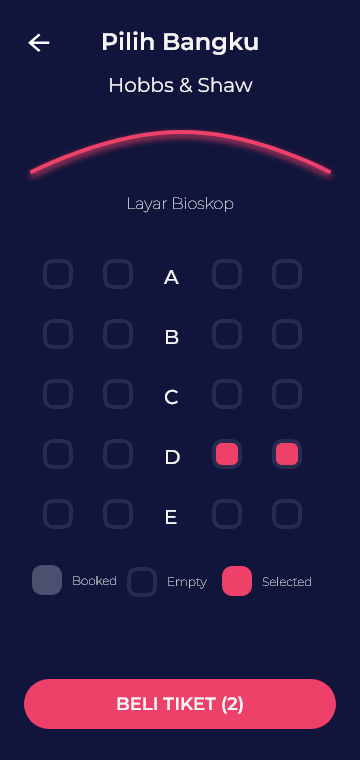 Pilih Bangku
Hobbs & Shaw
Layar Bioskop
A
B
C
D
E
Booked Empty Selected
BELI TIKET (2)